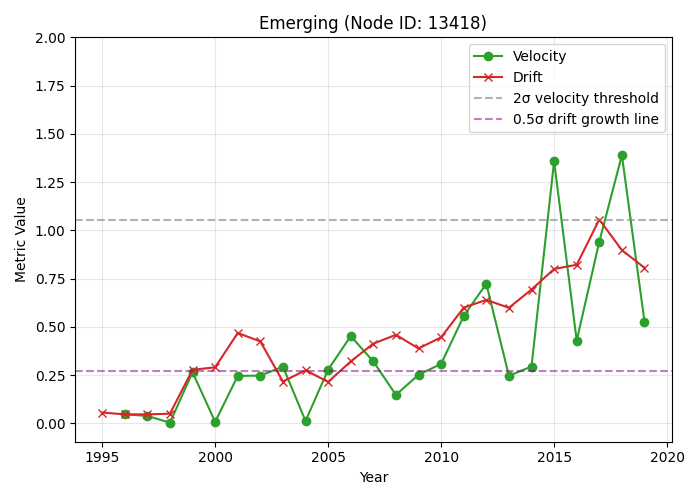 Emerging (Node ID: 13418)
2.00
1.75
1.50
1.25
1.00
0.75
0.50
0.25
0.00
Metric Value
Velocity
Drift
2σ velocity threshold
0.5σ drift growth line
1995
2000
2005
2010
2015
2020
Year